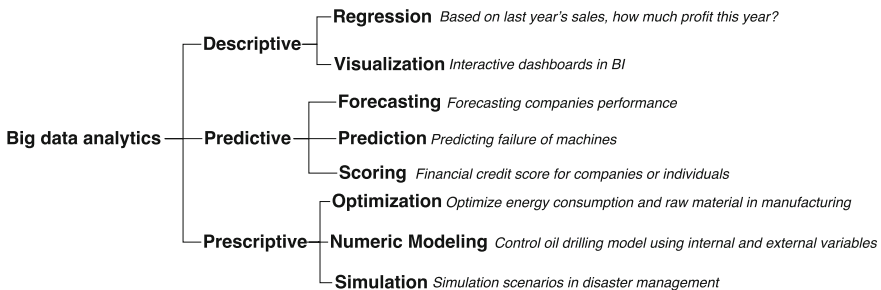 Regression Based on last year's sales, how much profit this year?
Descriptive
Visualization Interactive dashboards in BI
Forecasting Forecasting companies performance
Big data analytics Predictive Prediction Predicting failure of machines
Scoring Financial credit score for companies or individuals
Optimization Optimize energy consumption and raw material in manufacturing
Prescriptive Numeric Modeling Control oil drilling model using internal and external variables
Simulation Simulation scenarios in disaster management